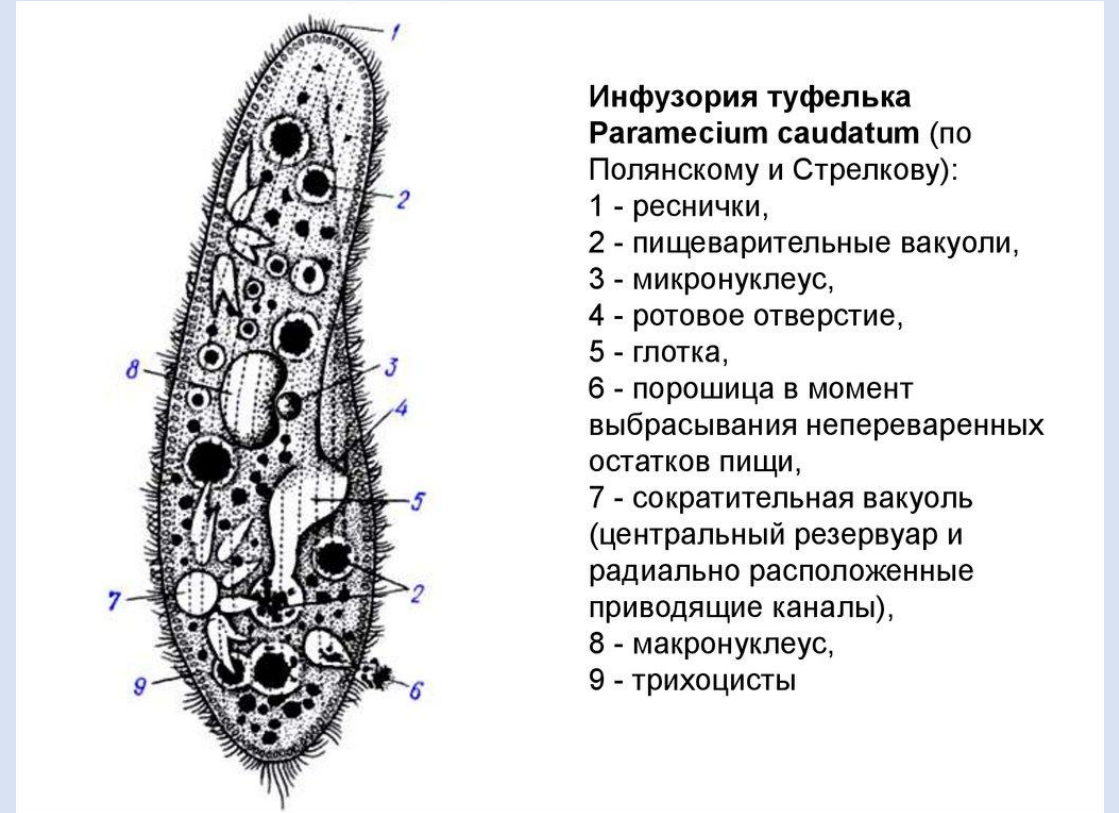 1
2
8
3
4
5
7
2
9
6
Инфузория туфелька
Paramecium caudatum (по
Полянскому и Стрелкову):
1 - реснички,
2 - пищеварительные вакуоли,
3 - микронуклеус,
4 - ротовое отверстие,
5 - глотка,
6 - порошица в момент
выбрасывания непереваренных
остатков пищи,
7 - сократительная вакуоль
(центральный резервуар и
радиально расположенные
приводящие каналы),
8 - макронуклеус,
9 - трихоцисты